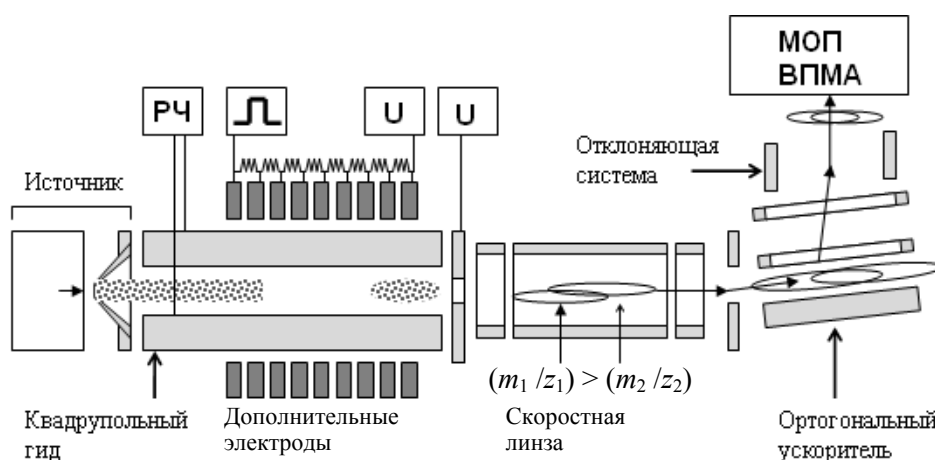 МОП
ВПМА
РЧ
U
U
Отклоняющая
система
Источник
(m₁ /z₁) > (m₂ /z₂)
Квадрупольный
гид
Дополнительные
электроды
Скоростная
линза
Ортогональный
ускоритель